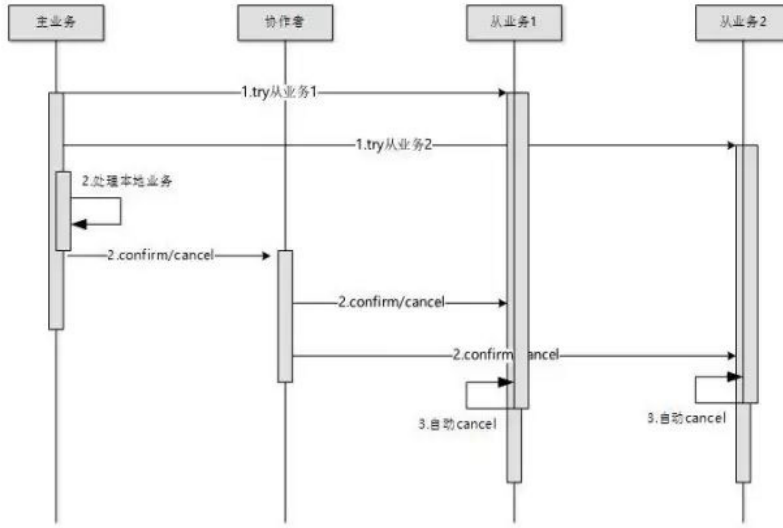 主业务
协作者
从业务1
从业务2
1.try从业务1
1.try从业务2
2.处理本地业务
2.confirm/cancel
2.confirm/cancel
2.confirm ancel
3.自动cancel
3.自动cancel